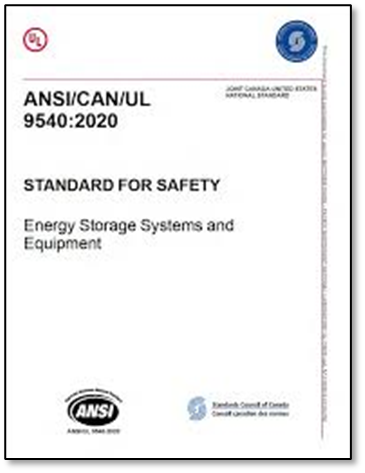 UL
JOINT CANADA-UNITED STATES
NATIONAL STANDARD
ANSI/CAN/UL
9540:2020
STANDARD FOR SAFETY
Energy Storage Systems and
Equipment
ANSI
ANSI/UL 9540-2020
Standards Council of Canada
Conseil canadien des normes